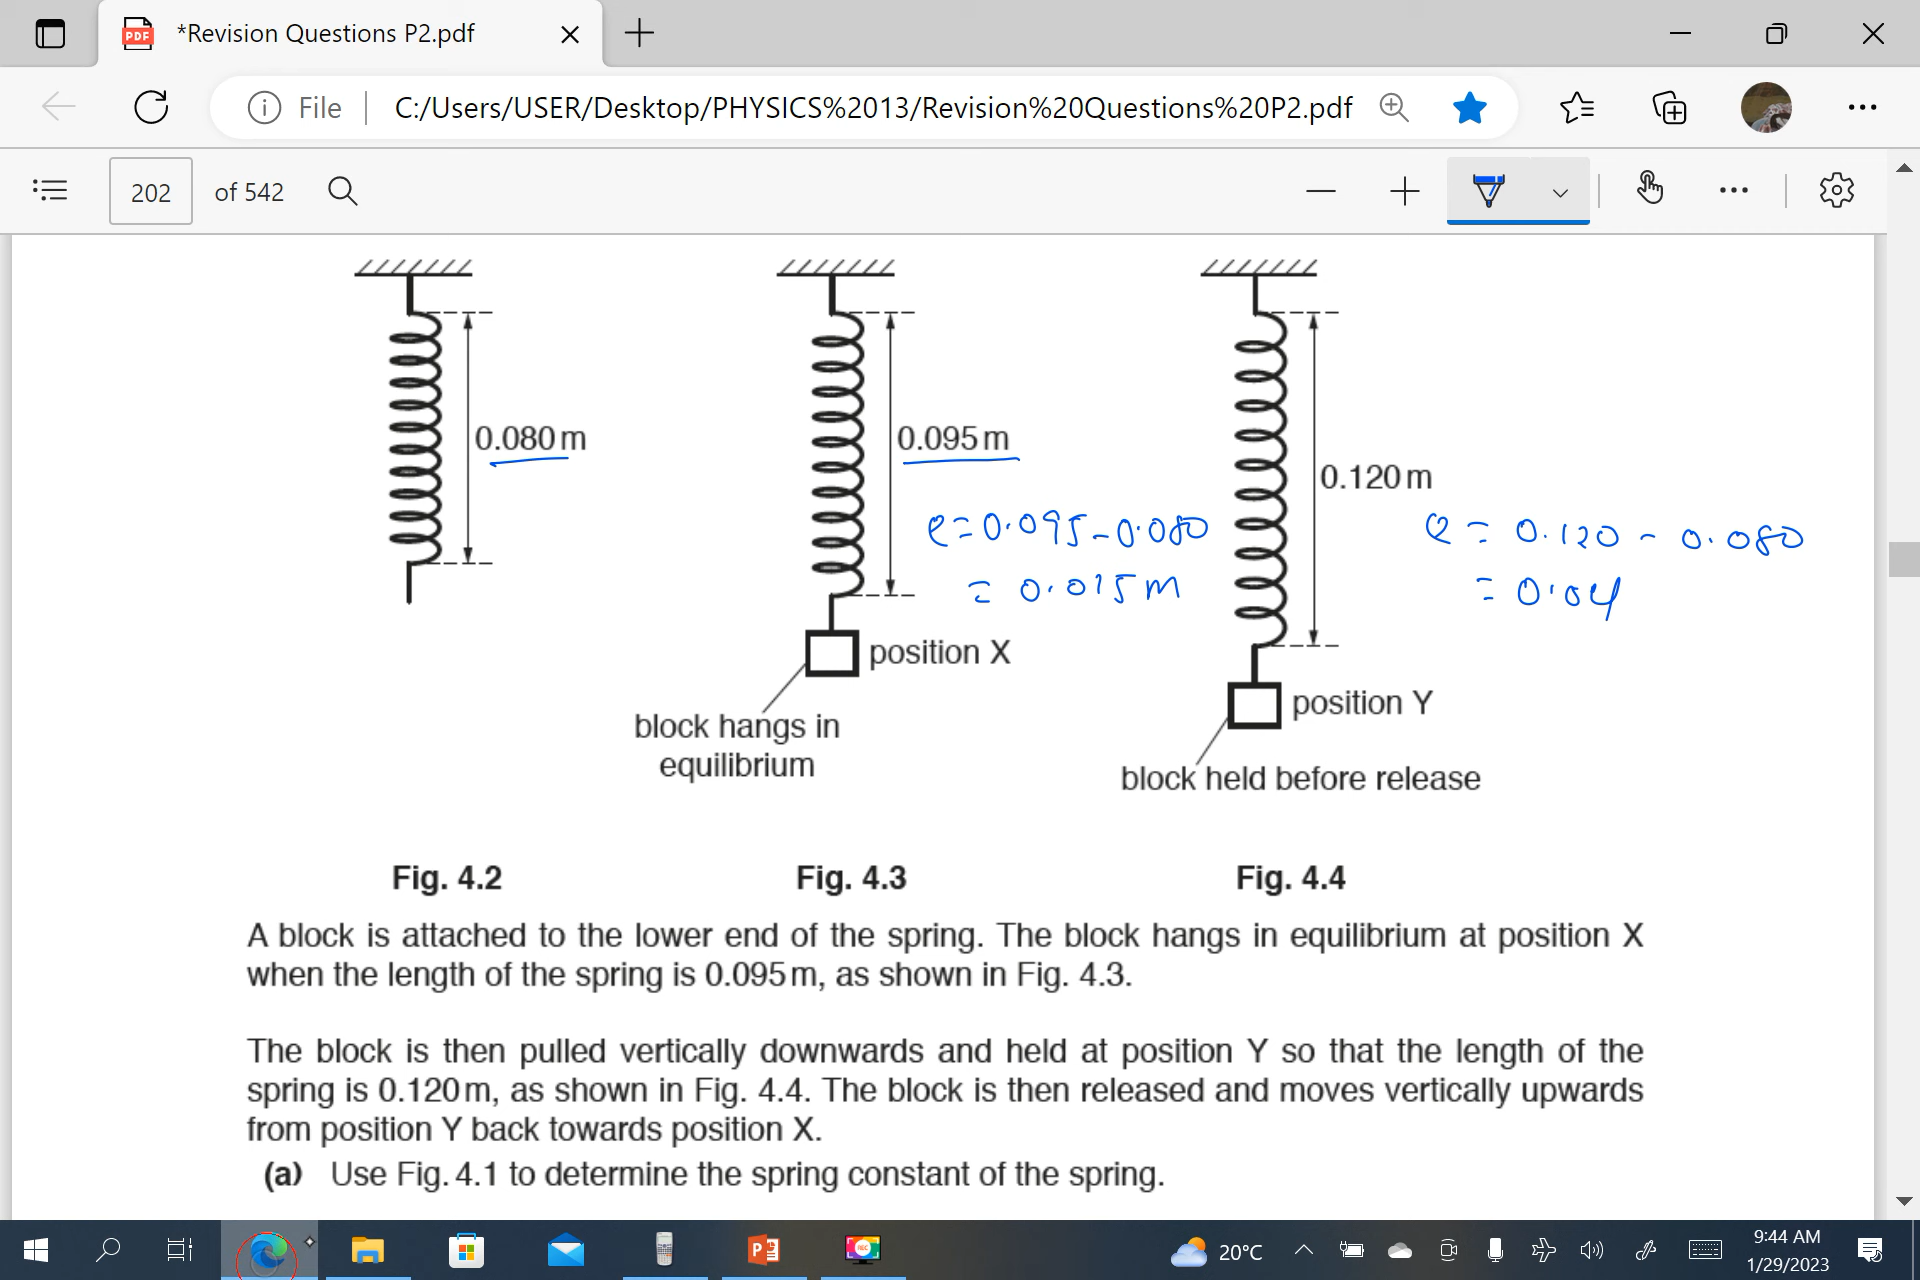 *Revision Questions P2.pdf
File
C:/Users/USER/Desktop/PHYSICS%2013/Revision%20Questions%20P2.pdf
202 of 542
0.080 m
0.095 m
0.120 m
e = 0.095 - 0.080
= 0.015 m
e = 0.120 - 0.080
= 0.04
position X
position Y
block hangs in
equilibrium
block held before release
Fig. 4.2
Fig. 4.3
Fig. 4.4
A block is attached to the lower end of the spring. The block hangs in equilibrium at position X
when the length of the spring is 0.095 m, as shown in Fig. 4.3.
The block is then pulled vertically downwards and held at position Y so that the length of the
spring is 0.120 m, as shown in Fig. 4.4. The block is then released and moves vertically upwards
from position Y back towards position X.
(a) Use Fig. 4.1 to determine the spring constant of the spring.
20°C
9:44 AM
1/29/2023